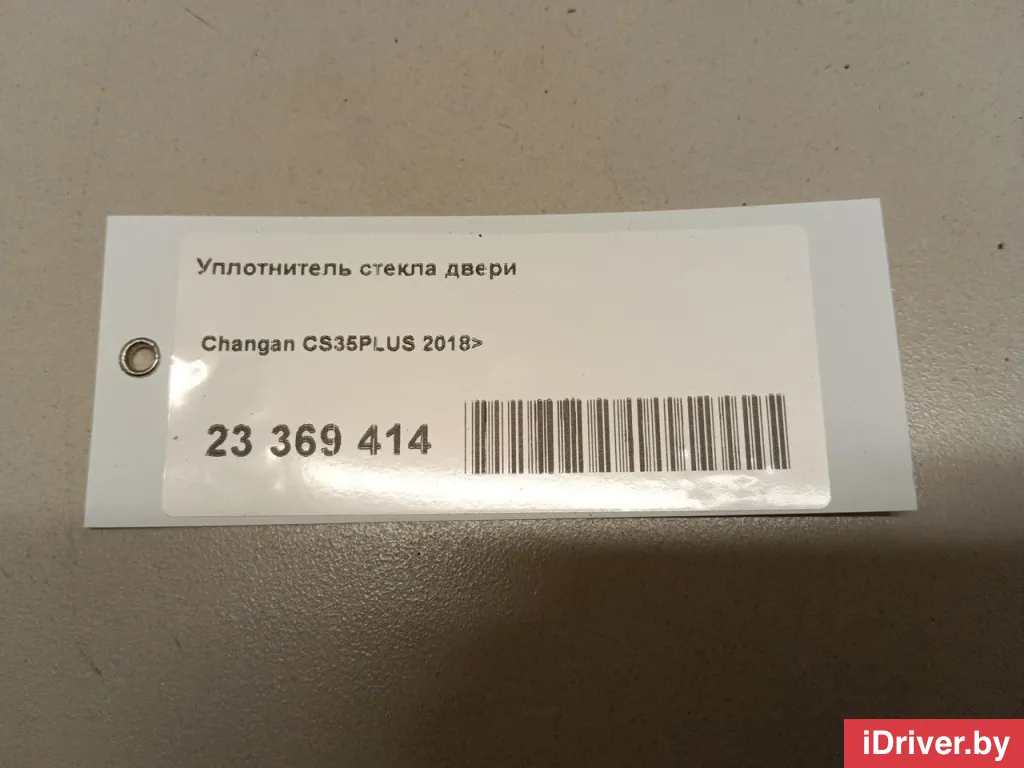 Уплотнитель стекла двери
Changan CS35PLUS 2018>
23 369 414
iDriver.by